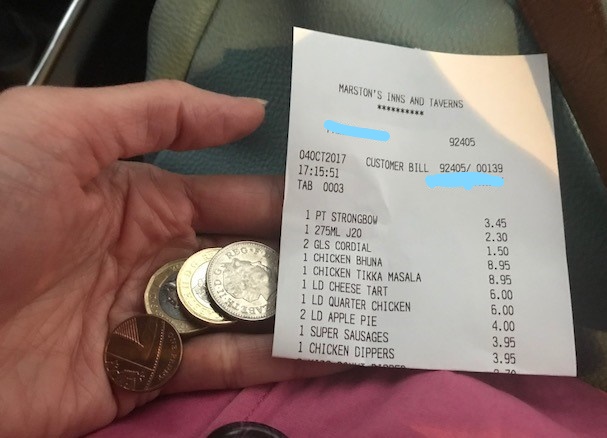 MARSTON'S INNS AND TAVERNS
**********
92405
04OCT2017 CUSTOMER BILL 92405/ 00139
17:15:51
TAB 0003
1 PT STRONGBOW 3.45
1 275ML J20 2.30
2 GLS CORDIAL 1.50
1 CHICKEN BHUNA 8.95
1 CHICKEN TIKKA MASALA 8.95
1 LD CHEESE TART 6.00
1 LD QUARTER CHICKEN 6.00
2 LD APPLE PIE 4.00
1 SUPER SAUSAGES 3.95
1 CHICKEN DIPPERS 3.95